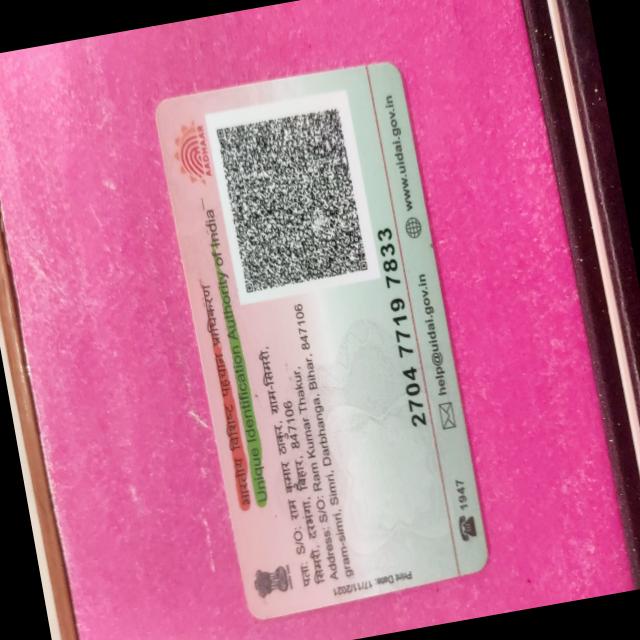 भारतीय विशिष्ट पहचान प्राधिकरण
Unique Identification Authority of India
AADHAAR
पता: S/O: राम कुमार ठाकुर, ग्राम-सिमरी,
सिमरी, दरभंगा, बिहार, 847106
Address: S/O: Ram Kumar Thakur,
gram-simri, Simri, Darbhanga, Bihar, 847106
Print Date: 17/11/2021
2704 7719 7833
1947
help@uidai.gov.in
www.uidai.gov.in